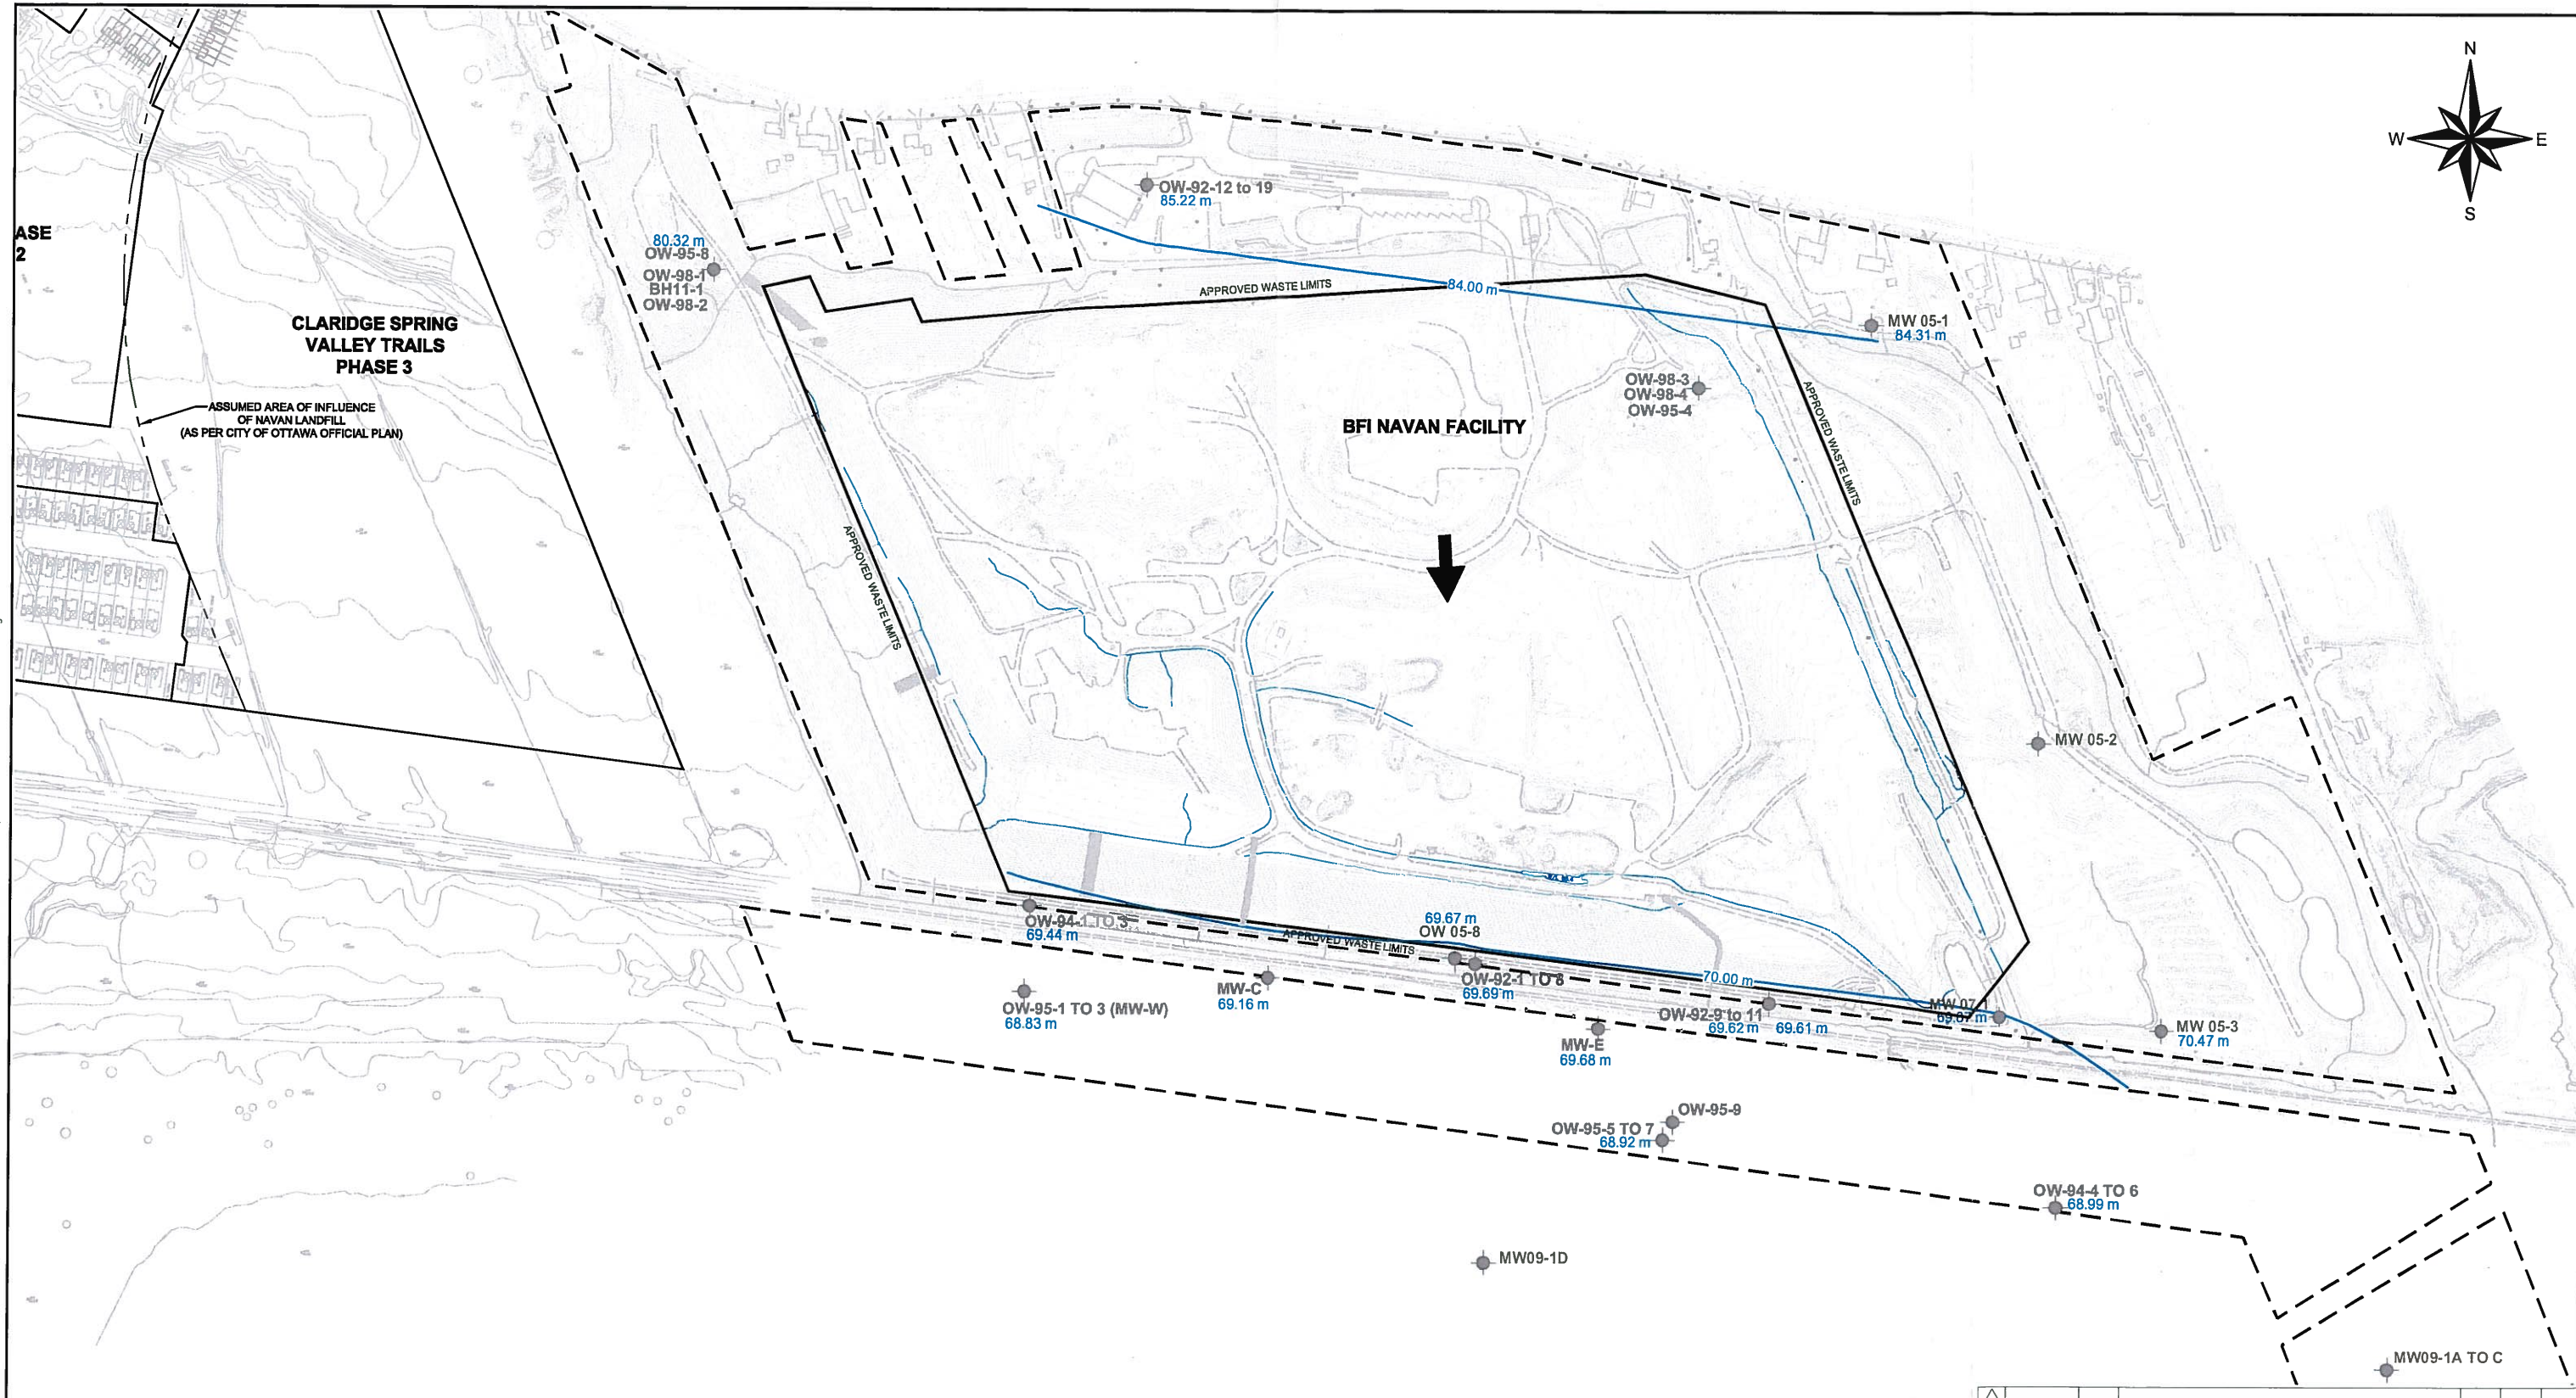 N
W
E
S
OW-92-12 to 19
85.22 m
ASE
2
80.32 m
OW-95-8
OW-98-1
BH11-1
OW-98-2
84.00 m
APPROVED WASTE LIMITS
CLARIDGE SPRING
VALLEY TRAILS
PHASE 3
MW 05-1
84.31 m
OW-98-3
OW-98-4
OW-95-4
APPROVED WASTE LIMITS
ASSUMED AREA OF INFLUENCE
OF NAVAN LANDFILL
(AS PER CITY OF OTTAWA OFFICIAL PLAN)
BFI NAVAN FACILITY
APPROVED WASTE LIMITS
MW 05-2
OW-94-1 TO 3
69.44 m
69.67 m
OW 05-8
APPROVED WASTE LIMITS
OW-92-1 TO 8
69.69 m
70.00 m
MW-C
69.16 m
OW-95-1 TO 3 (MW-W)
68.83 m
OW-92-9 to 11
69.62 m
69.61 m
MW 07-1
69.87 m
MW 05-3
70.47 m
MW-E
69.68 m
OW-95-9
OW-95-5 TO 7
68.92 m
OW-94-4 TO 6
68.99 m
MW09-1D
MW09-1A TO C